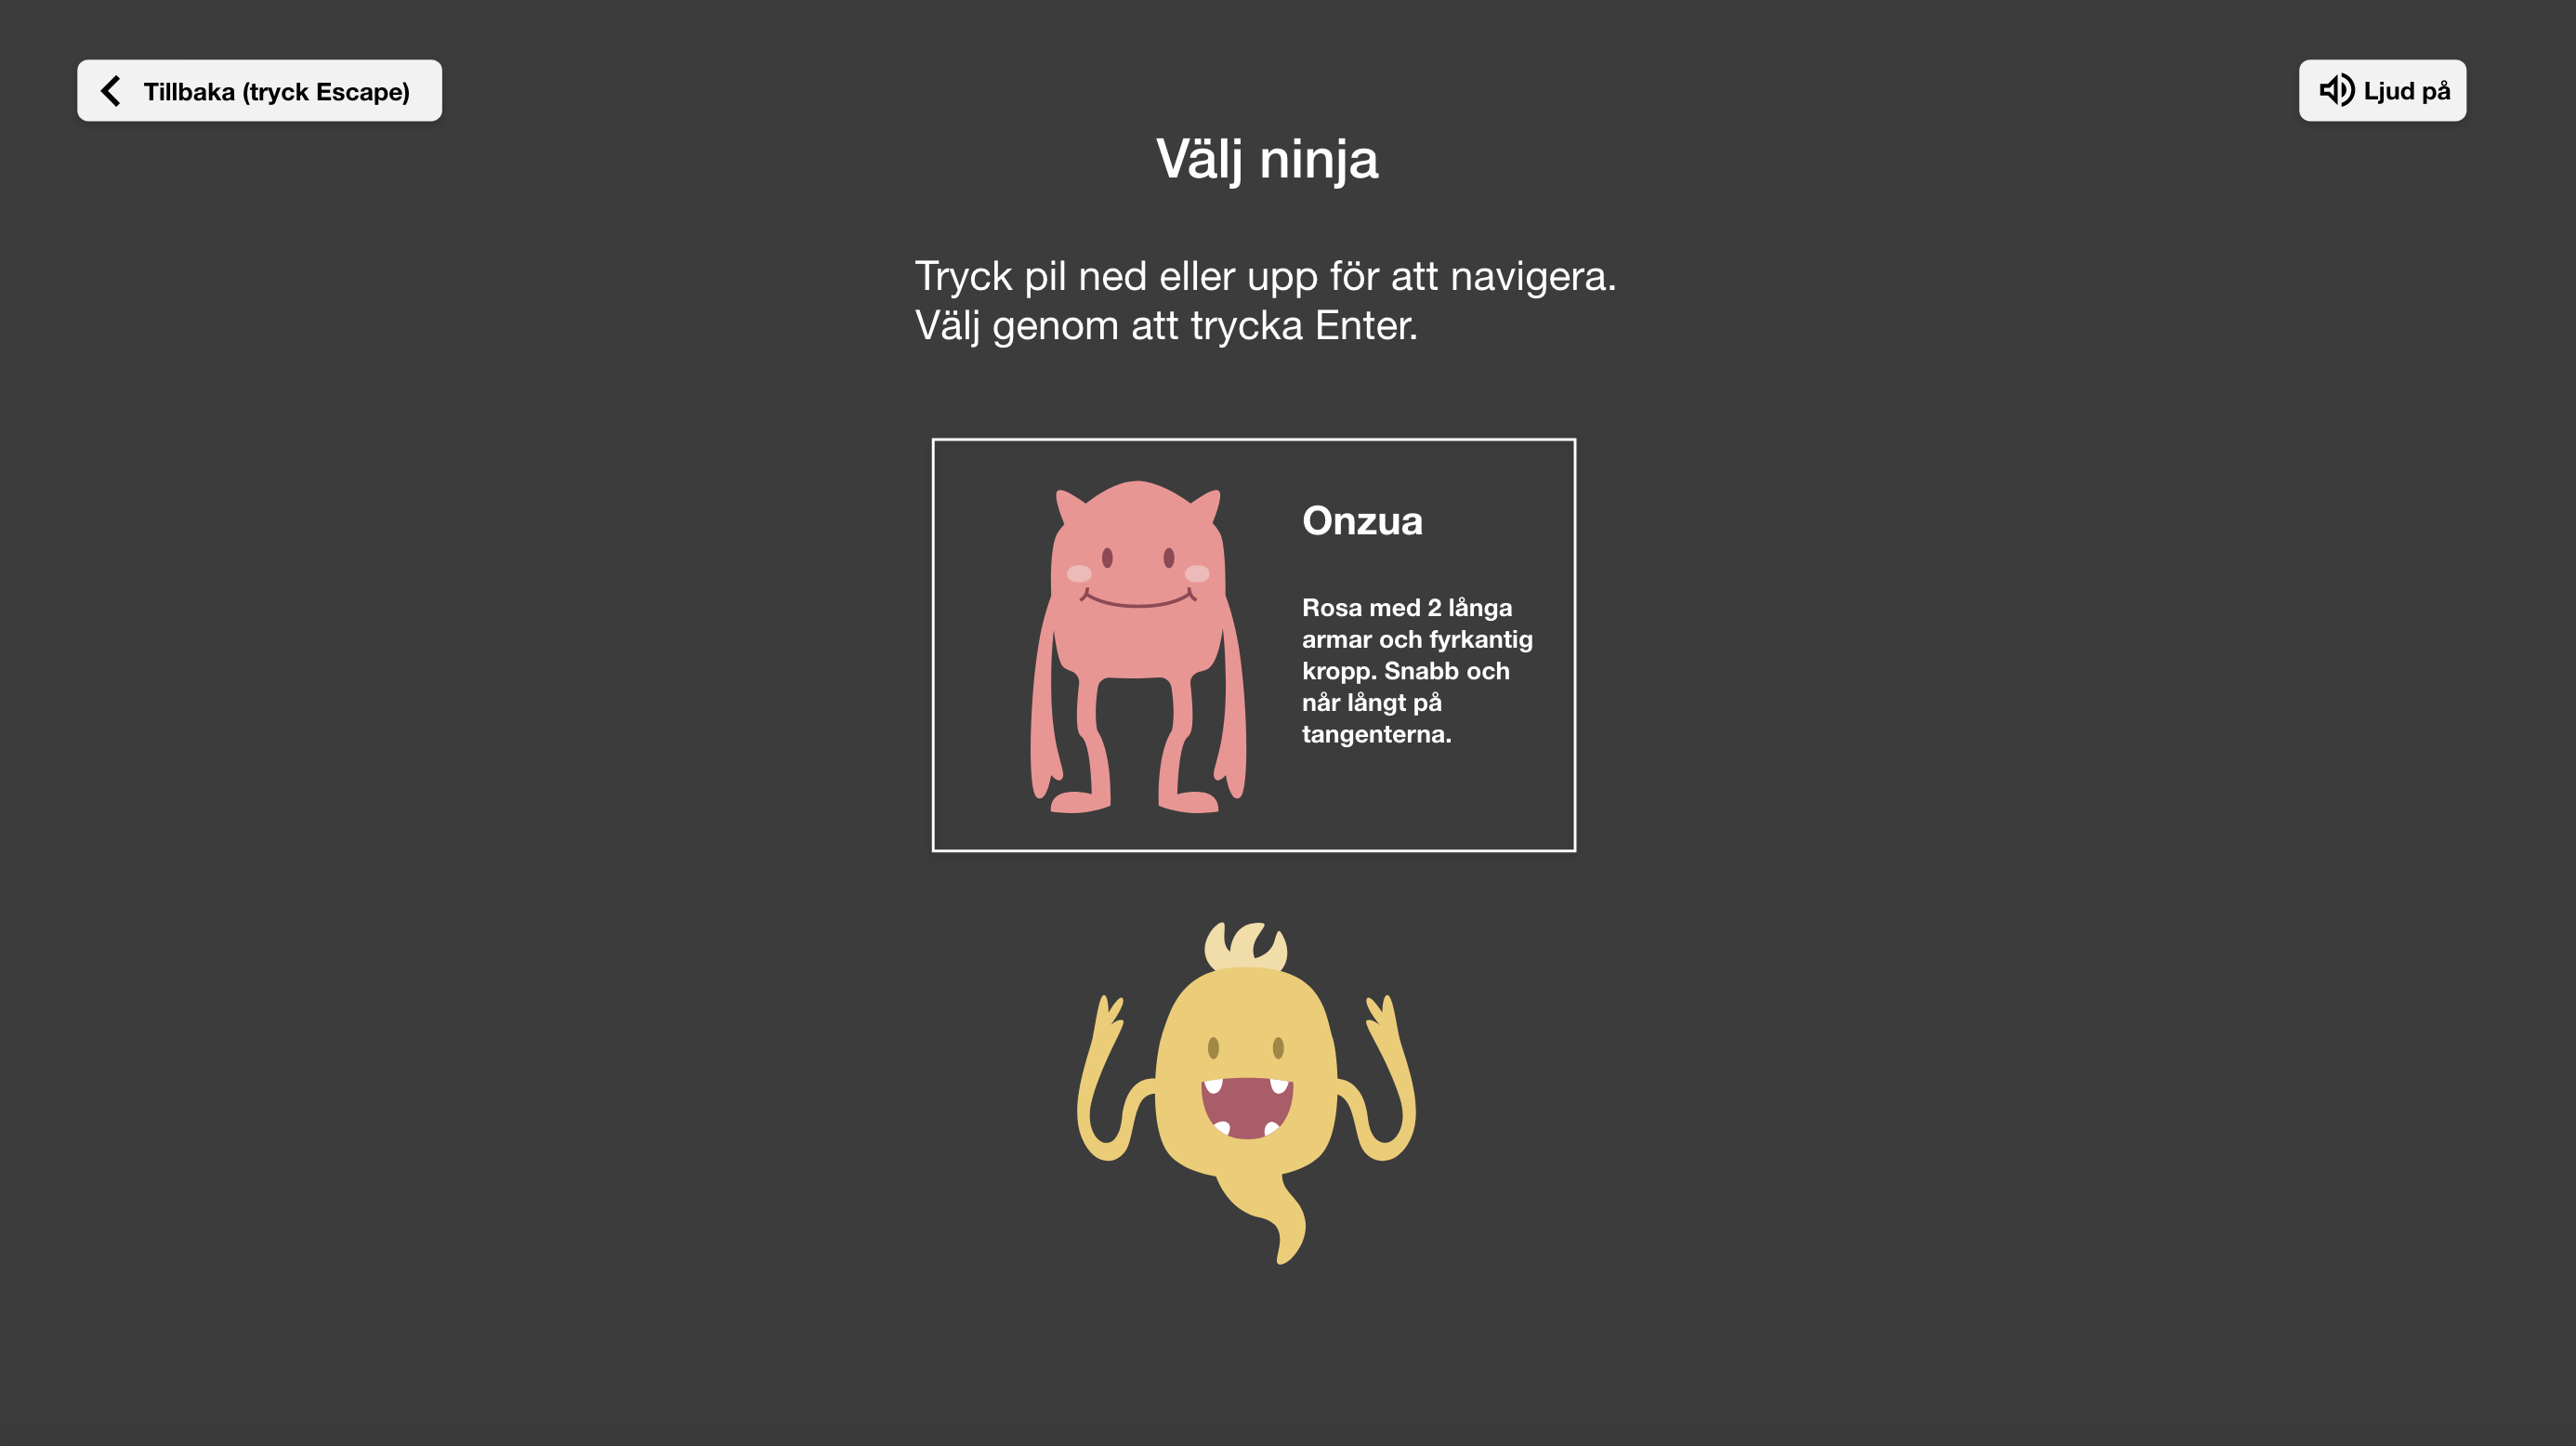 Tillbaka (tryck Escape)
Ljud på
Välj ninja
Tryck pil ned eller upp för att navigera.
Välj genom att trycka Enter.
Onzua
Rosa med 2 långa
armar och fyrkantig
kropp. Snabb och
når långt på
tangenterna.